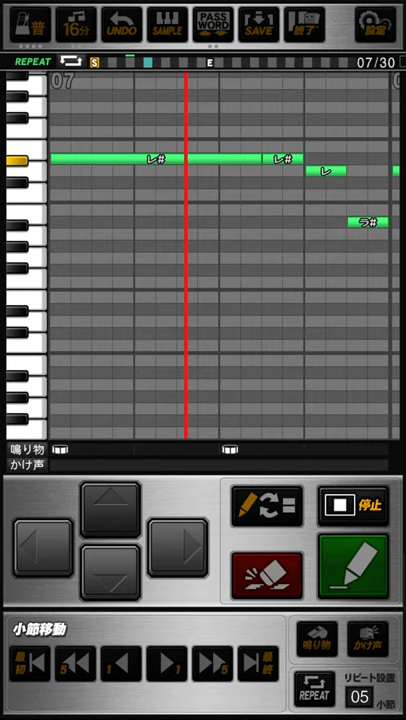 普 16分 UNDO SAMPLE PASS WORD SAVE 終了 設定
REPEAT S E 07/30
07
レ# レ#
レ
ラ#
鳴り物
かけ声
停止
小節移動
最初 5 1 1 5 最終
鳴り物 かけ声
REPEAT リピート設置 05 小節